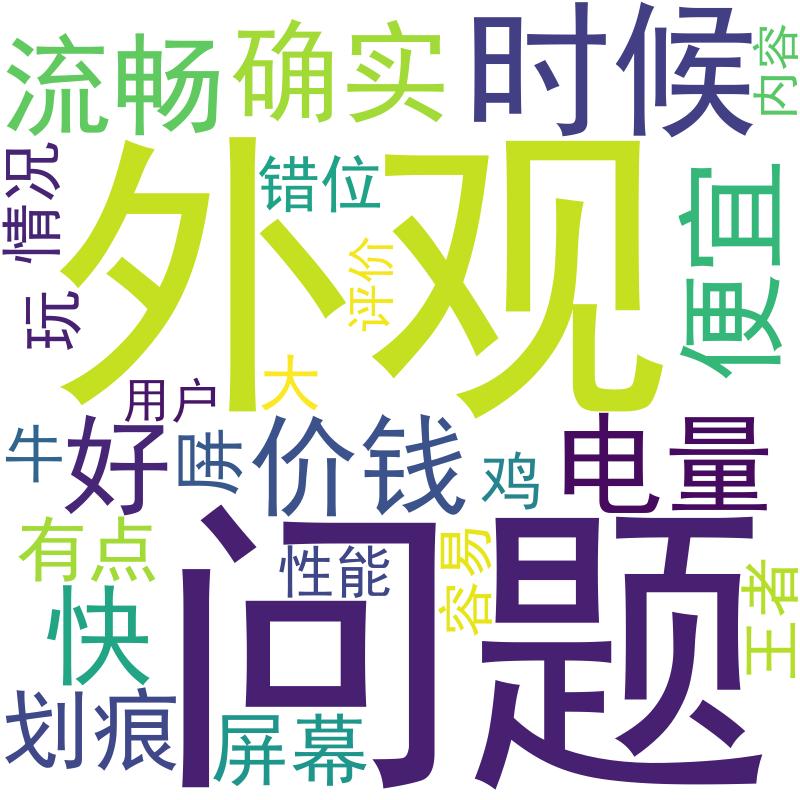 流畅
确实
时候
内容
情况
外观
错位
便宜
评价
玩
大
用户
牛
好
屏
价钱
鸡
电量
有点
问题
性能
容易
王者
快
划痕
屏幕